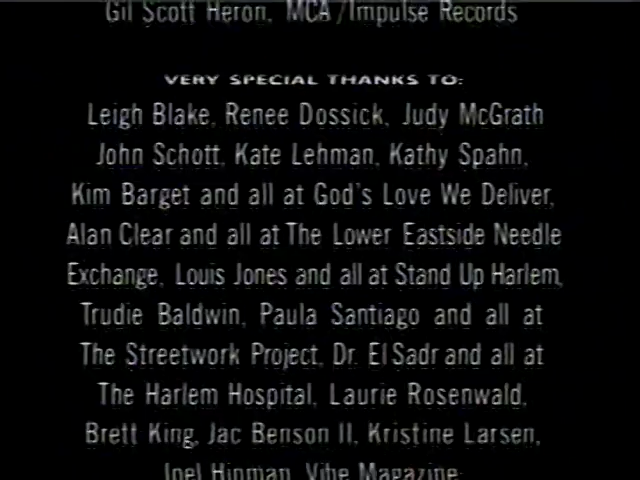 Gil Scott Heron, MCA/Impulse Records
VERY SPECIAL THANKS TO:
Leigh Blake, Renee Dossick, Judy McGrath
John Schott, Kate Lehman, Kathy Spahn,
Kim Barget and all at God's Love We Deliver,
Alan Clear and all at The Lower Eastside Needle
Exchange, Louis Jones and all at Stand Up Harlem,
Trudie Baldwin, Paula Santiago and all at
The Streetwork Project, Dr. El Sadr and all at
The Harlem Hospital, Laurie Rosenwald,
Brett King, Jac Benson II, Kristine Larsen,
Joel Hinman, Vibe Magazine